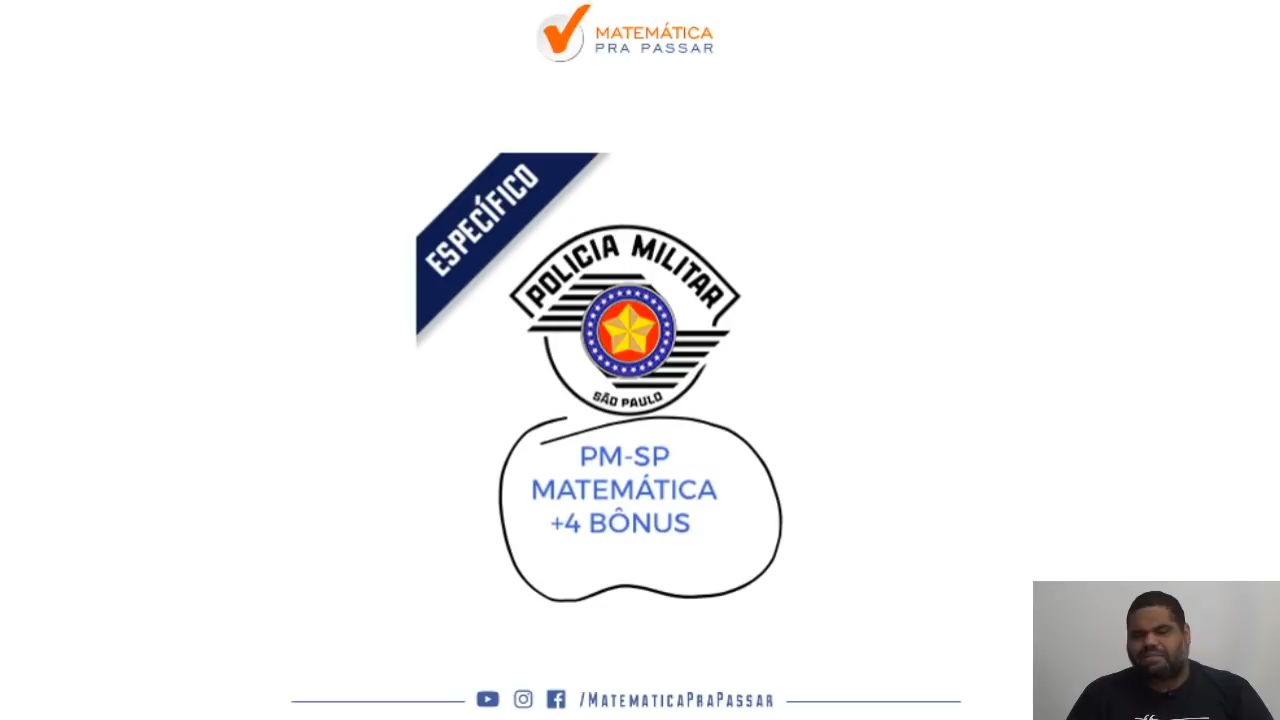 MATEMÁTICA
PRA PASSAR
ESPECÍFICO
POLICIA MILITAR
SÃO PAULO
PM-SP
MATEMÁTICA
+4 BÔNUS
/MATEMATICAPRAPASSAR